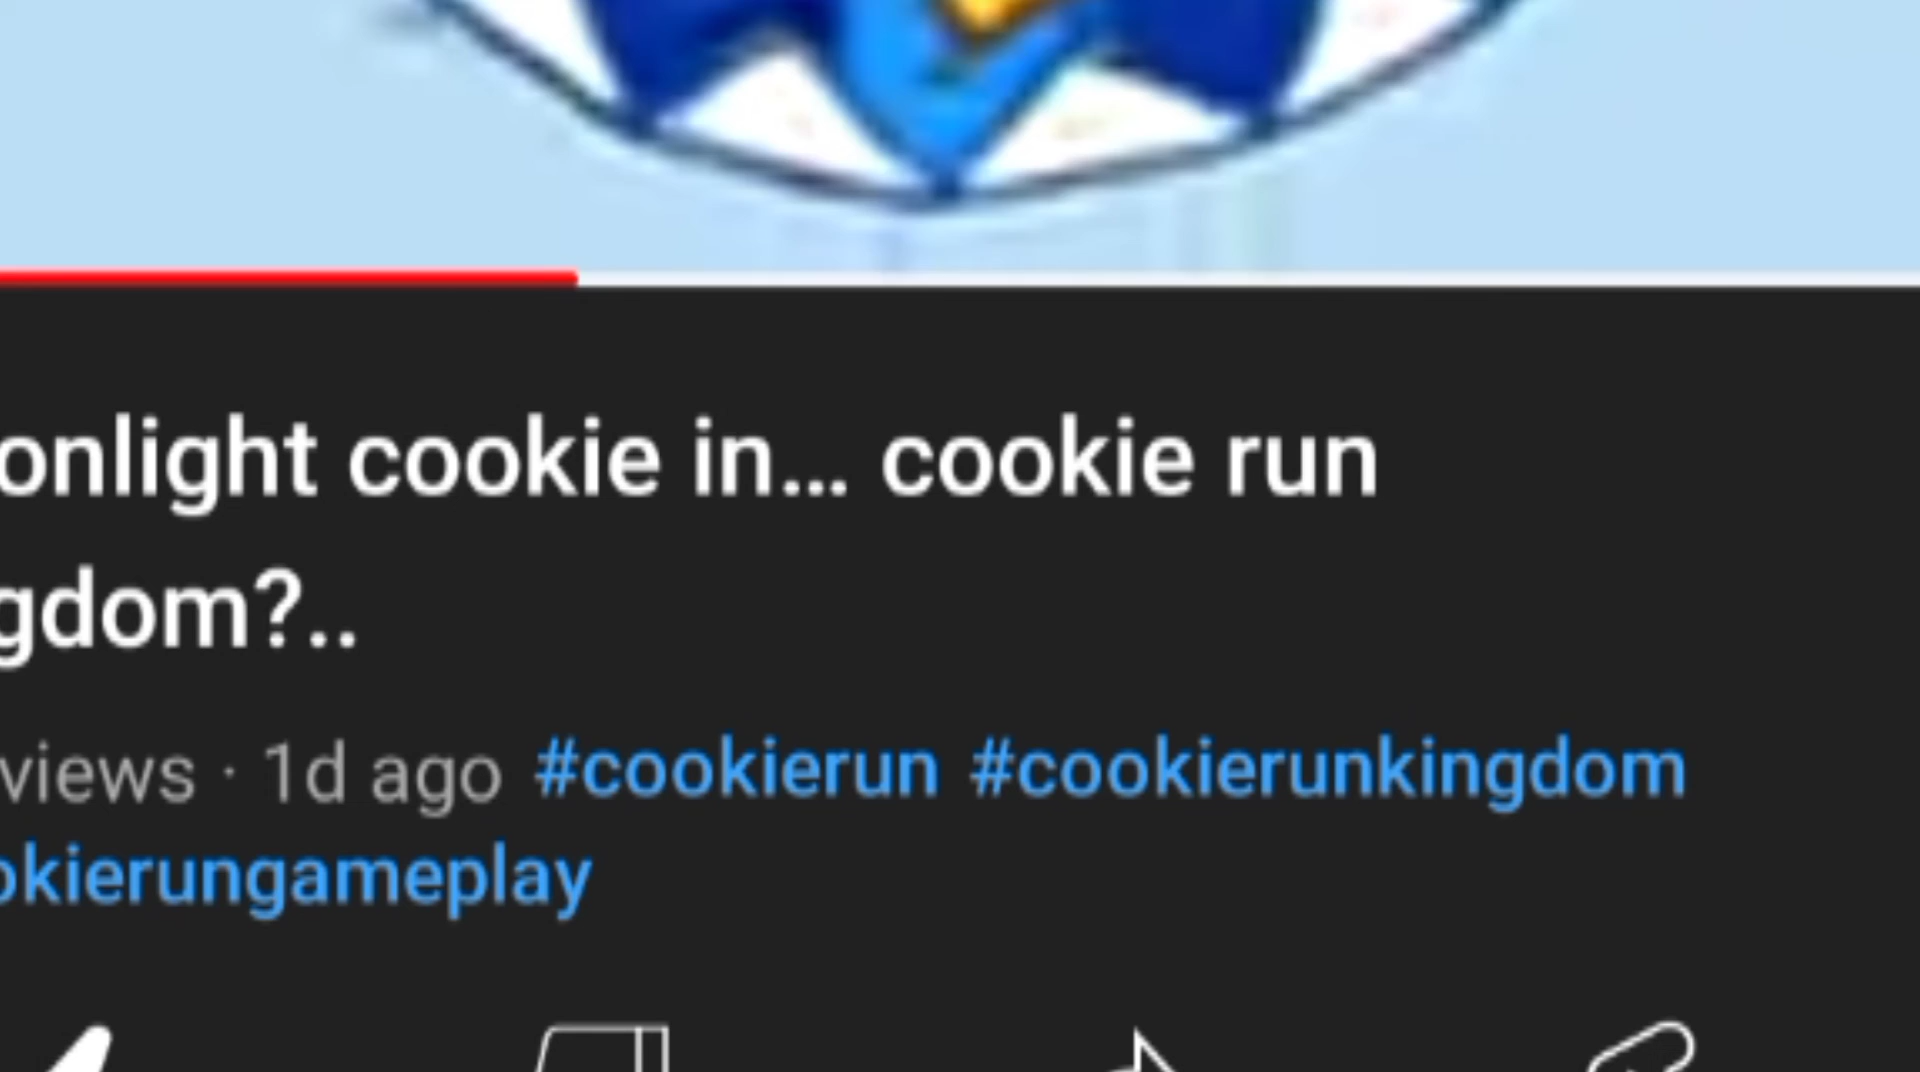 onlight cookie in... cookie run
gdom?..
views · 1d ago #cookierun #cookierunkingdom
okierungameplay